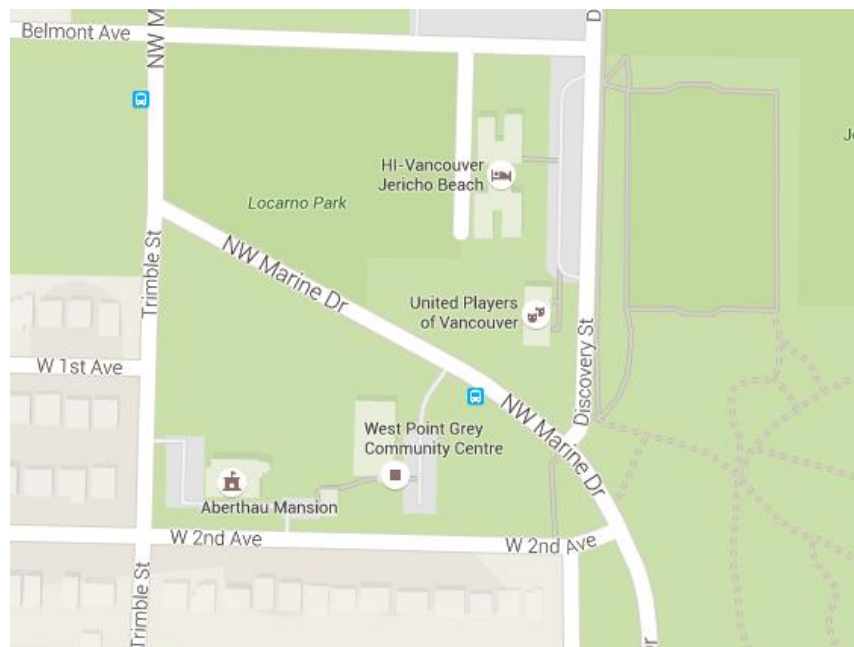 Belmont Ave
NW M
D
HI-Vancouver
Jericho Beach
J
Locarno Park
Trimble St
NW Marine Dr
United Players
of Vancouver
Discovery St
W 1st Ave
NW Marine Dr
West Point Grey
Community Centre
Aberthau Mansion
W 2nd Ave
W 2nd Ave
Trimble St